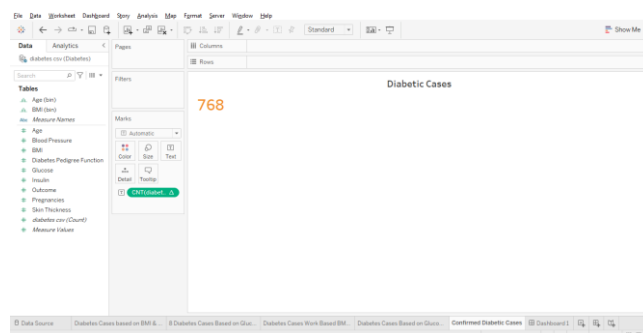 File Data Worksheet Dashboard Story Analysis Map Format Server Window Help
Standard
Show Me
Data Analytics
diabetes csv (Diabetes)
Search
Tables
Age (bin)
BMI (bin)
Measure Names
Age
Blood Pressure
BMI
Diabetes Pedigree Function
Glucose
Insulin
Outcome
Pregnancies
Skin Thickness
diabetes csv (Count)
Measure Values
Pages
Filters
Marks
Automatic
Color Size Text
Detail Tooltip
CNT(diabet..
Columns
Rows
Diabetic Cases
768
Data Source Diabetes Cases based on BMI &... 8 Diabetes Cases Based on Gluc... Diabetes Cases Work Based BM... Diabetes Cases Based on Gluco... Confirmed Diabetic Cases Dashboard 1